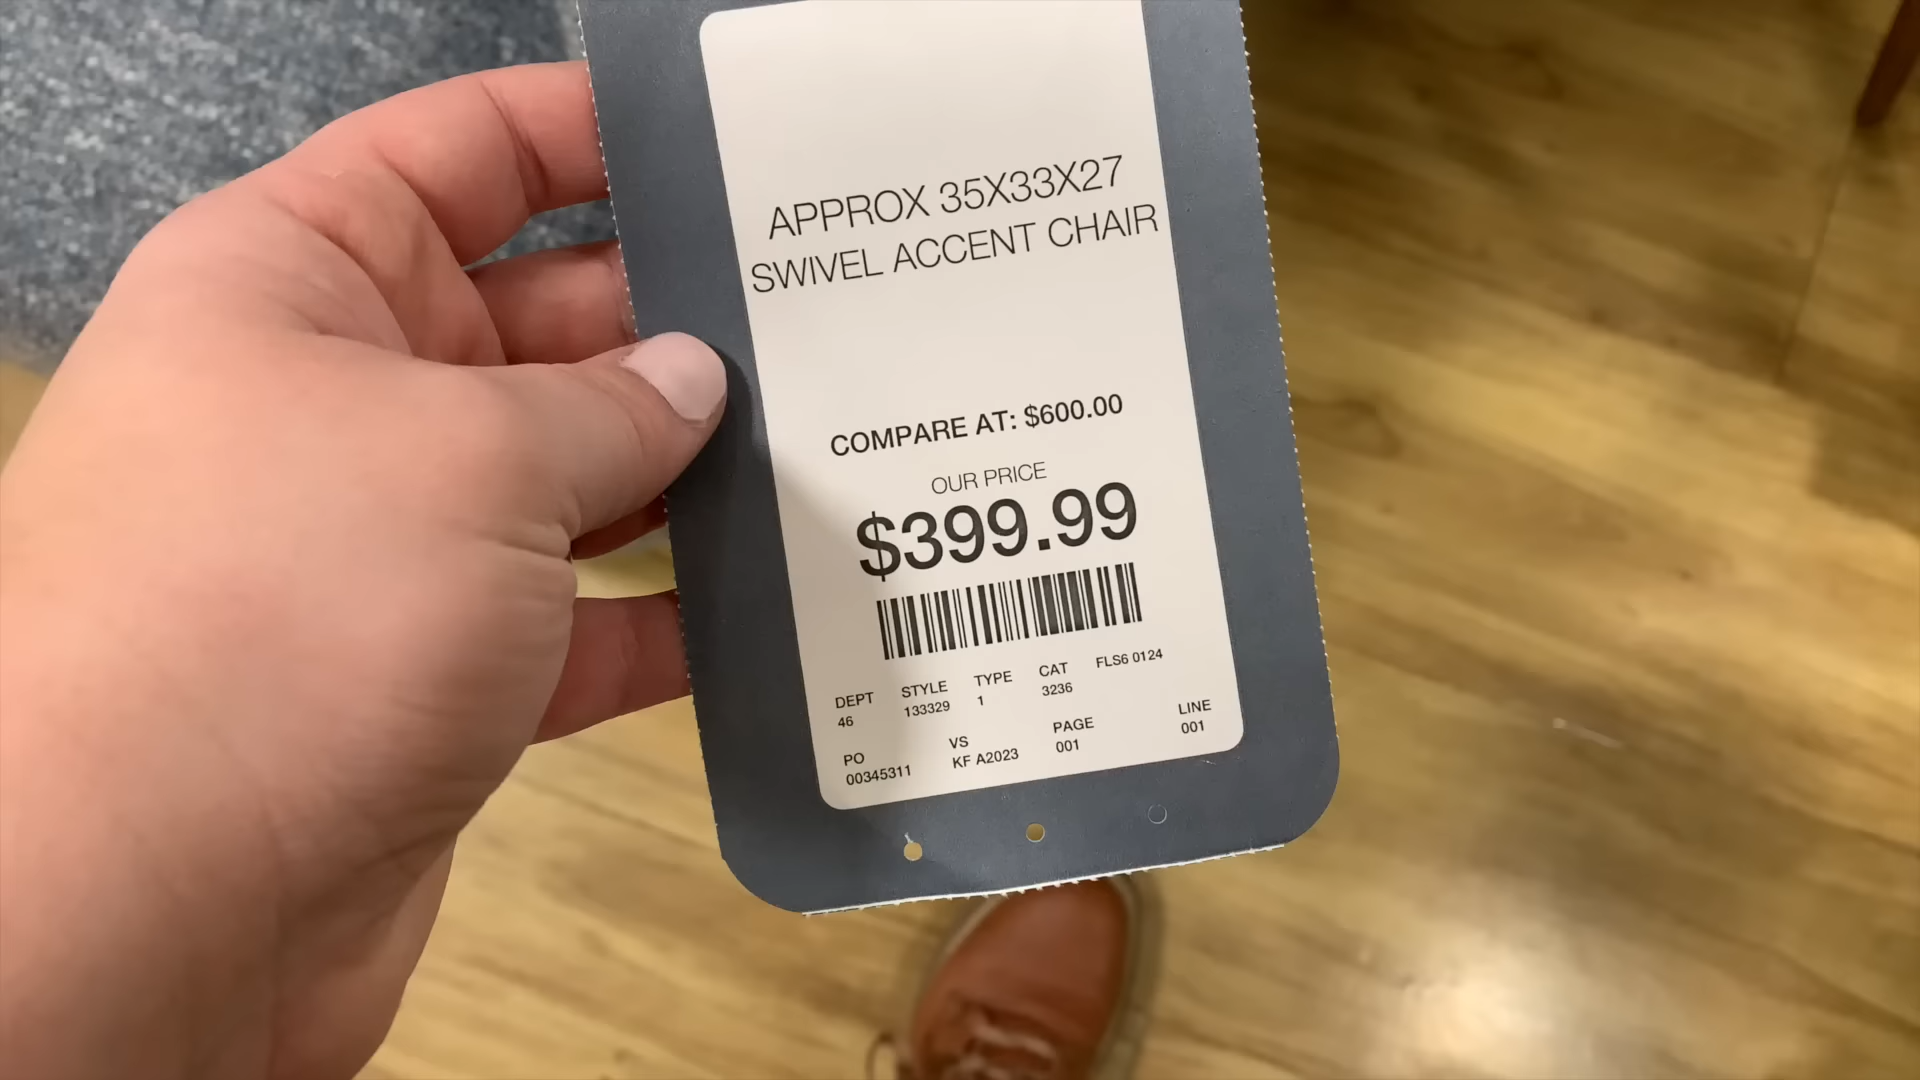 APPROX 35X33X27
SWIVEL ACCENT CHAIR
COMPARE AT: $600.00
OUR PRICE
$399.99
DEPT STYLE TYPE CAT FLS6 0124
46 133329 1 3236
PO VS PAGE LINE
00345311 KF A2023 001 001